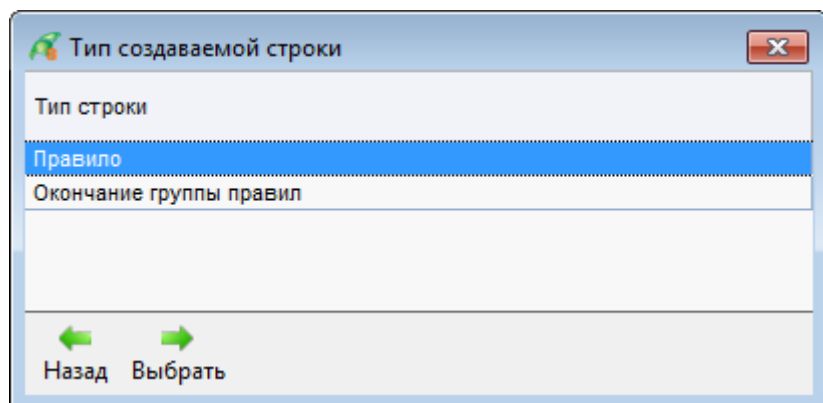 Тип создаваемой строки
Тип строки
Правило
Окончание группы правил
Назад Выбрать